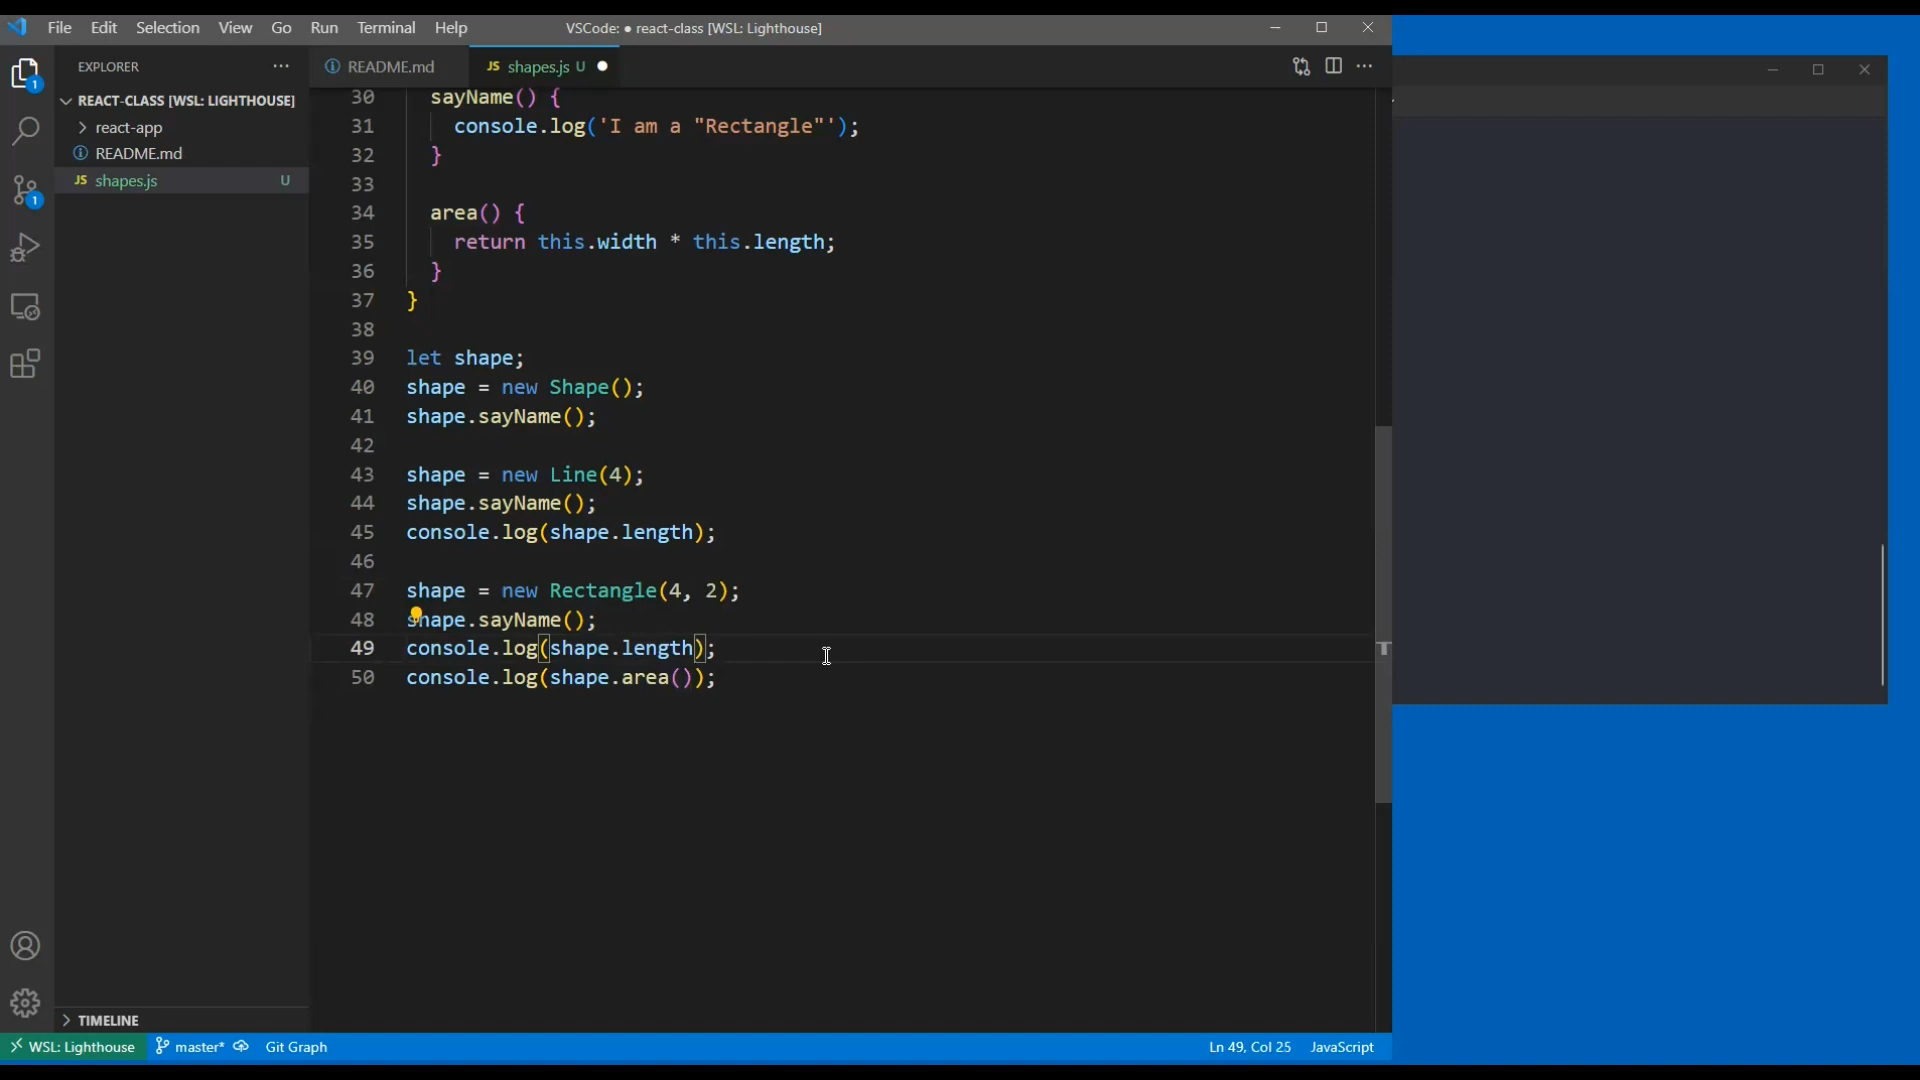 File Edit Selection View Go Run Terminal Help VSCode: ● react-class [WSL: Lighthouse]
EXPLORER
README.md
JS shapes.js U
REACT-CLASS [WSL: LIGHTHOUSE]
react-app
README.md
JS shapes.js U
1
1
30 sayName() {
31 console.log('I am a "Rectangle"');
32 }
33
34 area() {
35 return this.width * this.length;
36 }
37 }
38
39 let shape;
40 shape = new Shape();
41 shape.sayName();
42
43 shape = new Line(4);
44 shape.sayName();
45 console.log(shape.length);
46
47 shape = new Rectangle(4, 2);
48 shape.sayName();
49 console.log(shape.length);
50 console.log(shape.area());
TIMELINE
WSL: Lighthouse master* Git Graph Ln 49, Col 25 JavaScript